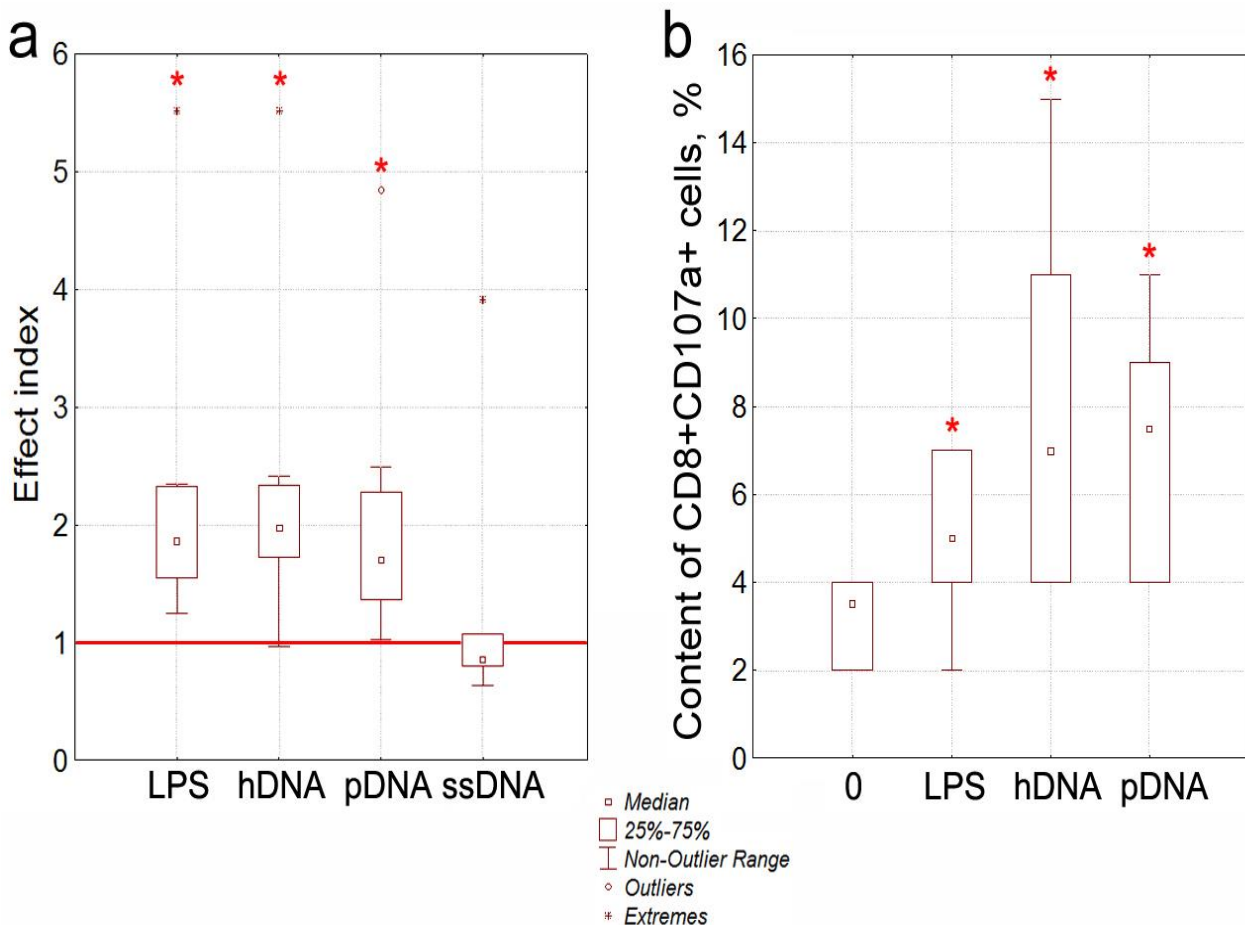 a
6
5
4
3
2
1
0
Effect index
LPS hDNA pDNA ssDNA
b
16
14
12
10
8
6
4
2
0
Content of CD8+CD107a+ cells, %
0 LPS hDNA pDNA
Median
25%-75%
Non-Outlier Range
Outliers
Extremes